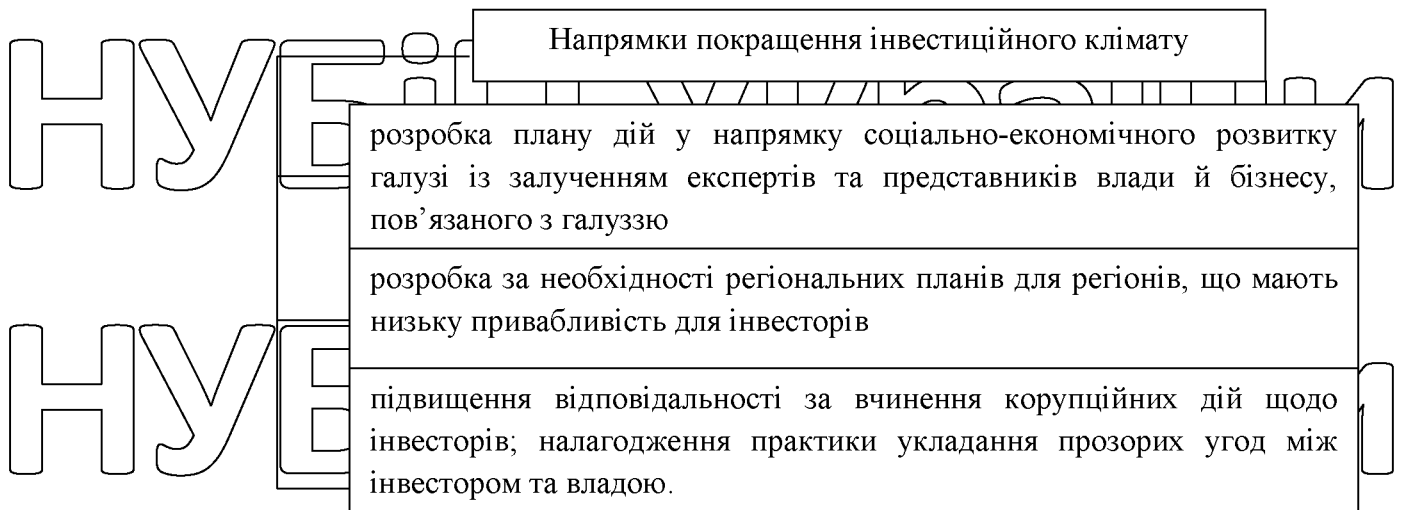 Напрямки покращення інвестиційного клімату
розробка плану дій у напрямку соціально-економічного розвитку
галузі із залученням експертів та представників влади й бізнесу,
пов’язаного з галуззю
розробка за необхідності регіональних планів для регіонів, що мають
низьку привабливість для інвесторів
підвищення відповідальності за вчинення корупційних дій щодо
інвесторів; налагодження практики укладання прозорих угод між
інвестором та владою.